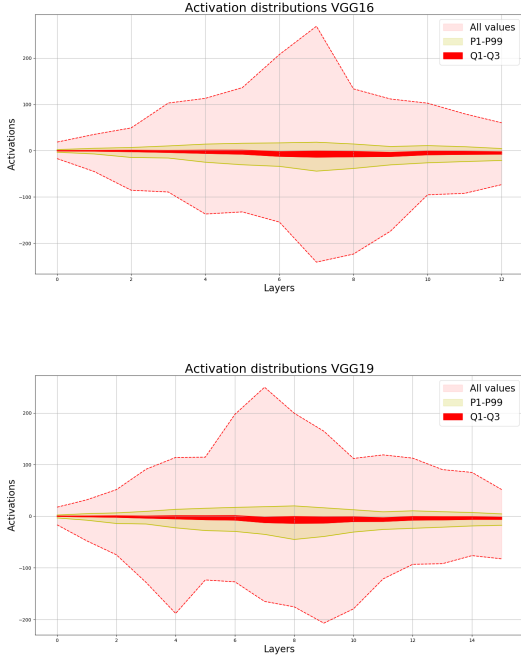 Activation distributions VGG16
All values
P1-P99
Q1-Q3
200
100
0
−100
−200
Activations
0 2 4 6 8 10 12
Layers
Activation distributions VGG19
All values
P1-P99
Q1-Q3
200
100
0
−100
−200
Activations
0 2 4 6 8 10 12 14
Layers